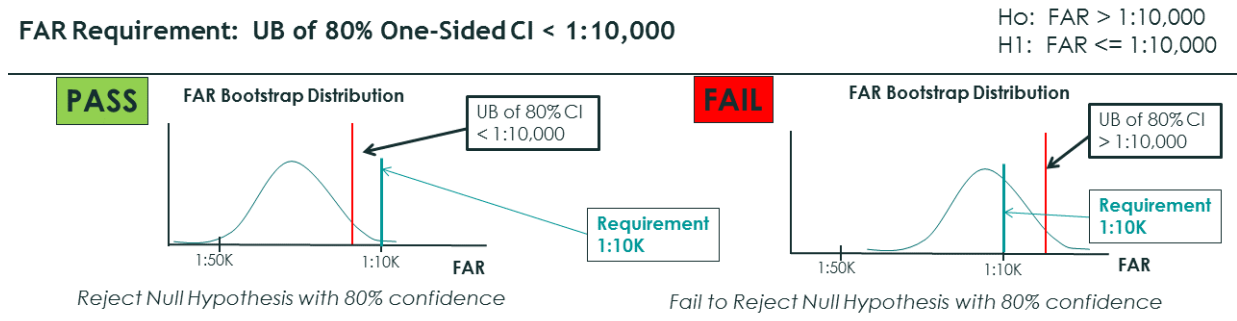 FAR Requirement: UB of 80% One-Sided CI < 1:10,000
Ho: FAR > 1:10,000
H1: FAR <= 1:10,000
PASS
FAR Bootstrap Distribution
UB of 80% CI
< 1:10,000
Requirement
1:10K
1:50K
1:10K
FAR
Reject Null Hypothesis with 80% confidence
FAIL
FAR Bootstrap Distribution
UB of 80% CI
> 1:10,000
Requirement
1:10K
1:50K
1:10K
FAR
Fail to Reject Null Hypothesis with 80% confidence